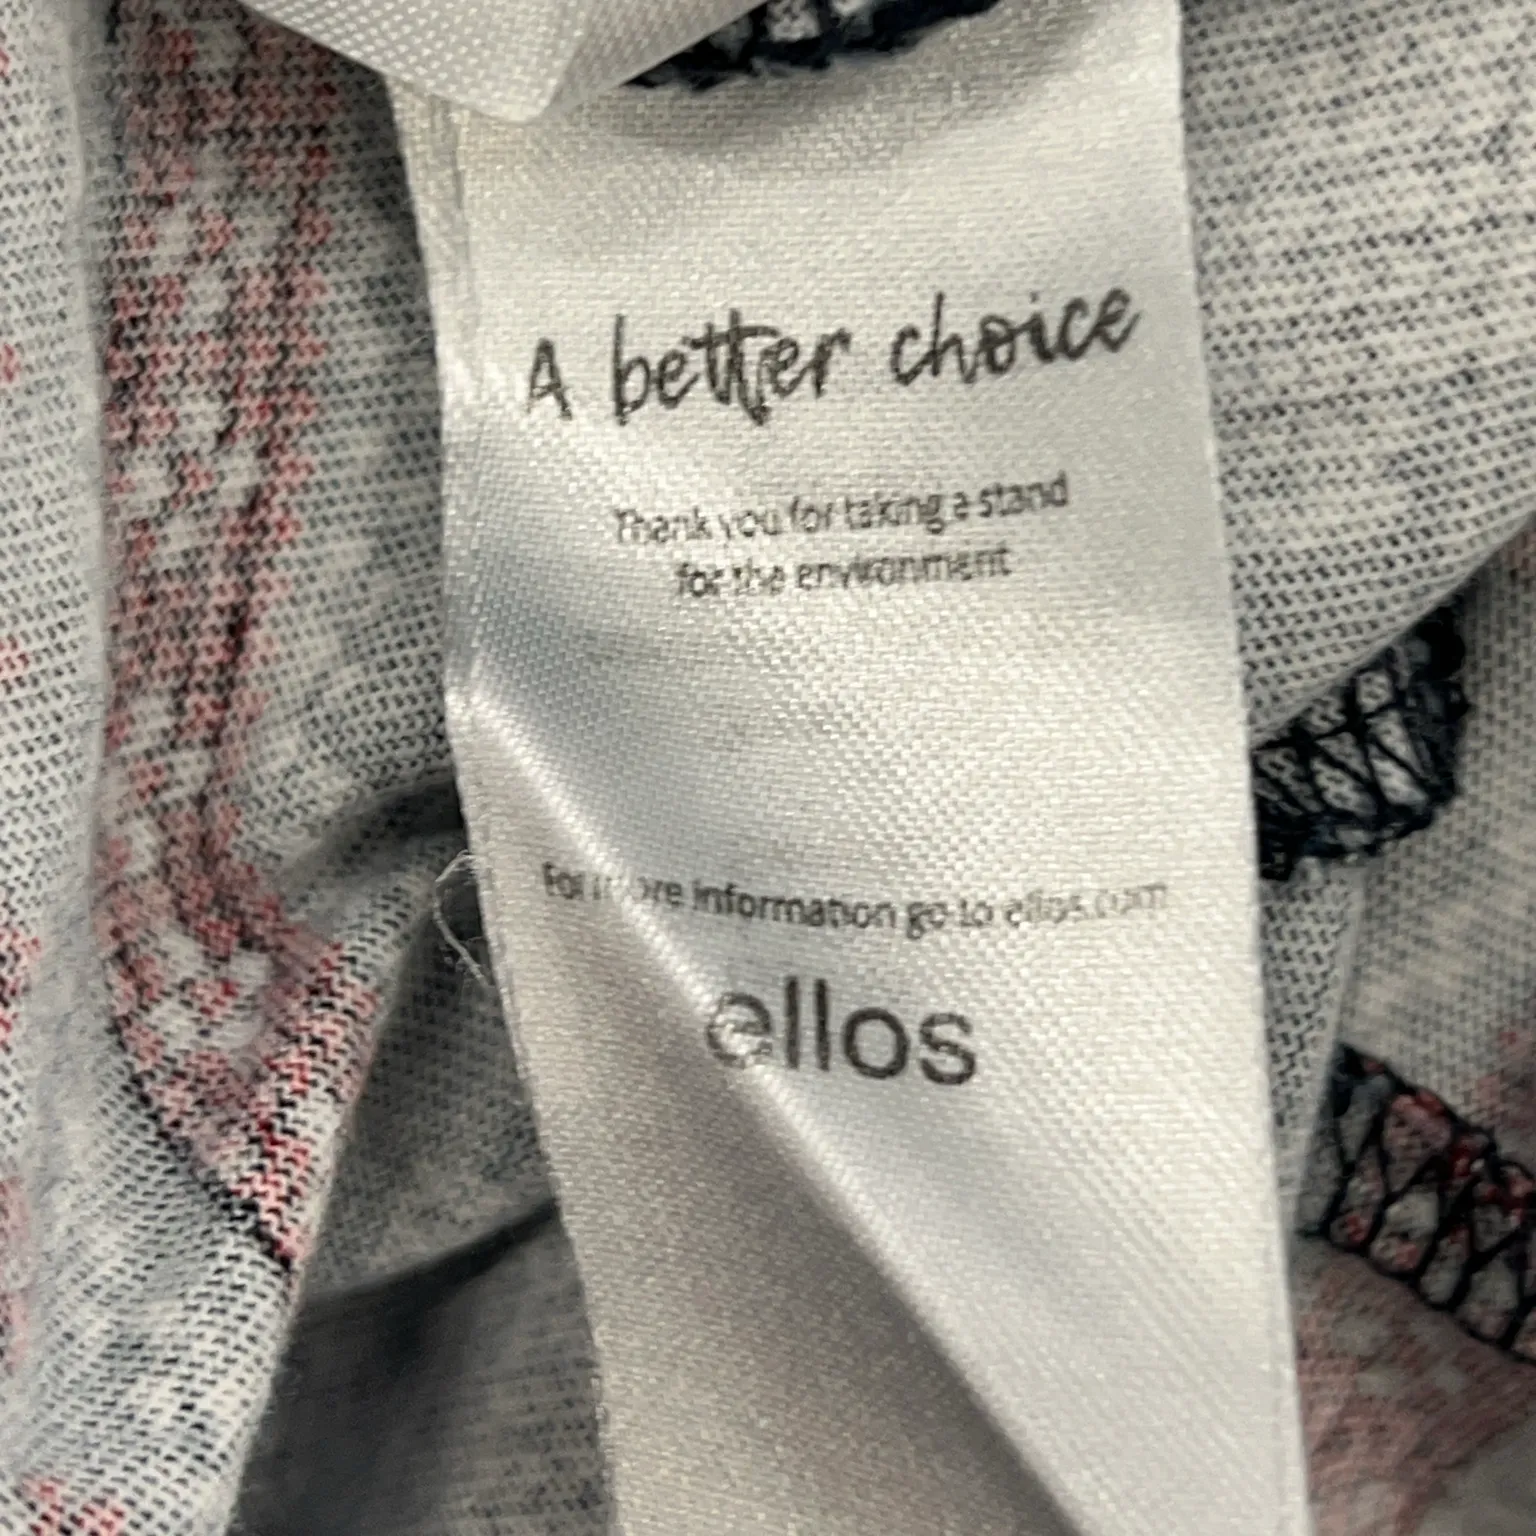 A better choice
Thank you for taking a stand
for the environment
For more information go to ellos.com
ellos